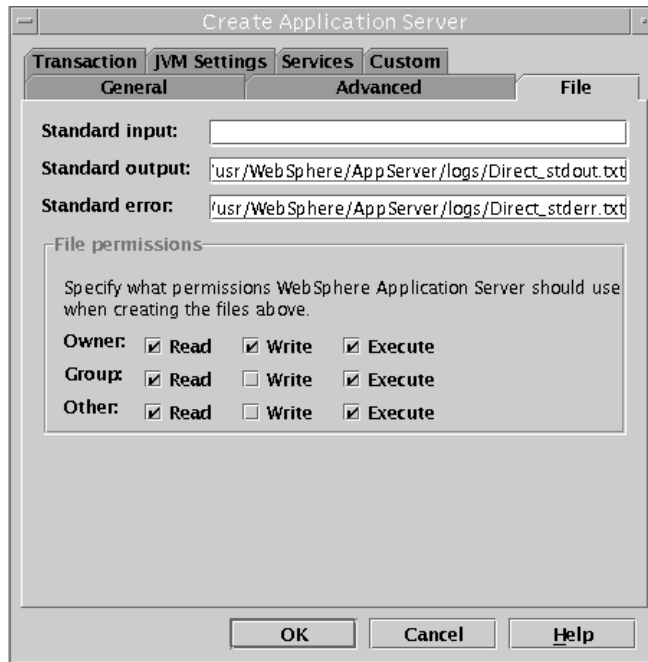 Create Application Server
Transaction JVM Settings Services Custom
General Advanced File
Standard input:
Standard output: /usr/WebSphere/AppServer/logs/Direct_stdout.txt
Standard error: /usr/WebSphere/AppServer/logs/Direct_stderr.txt
File permissions
Specify what permissions WebSphere Application Server should use
when creating the files above.
Owner: Read Write Execute
Group: Read Write Execute
Other: Read Write Execute
OK Cancel Help